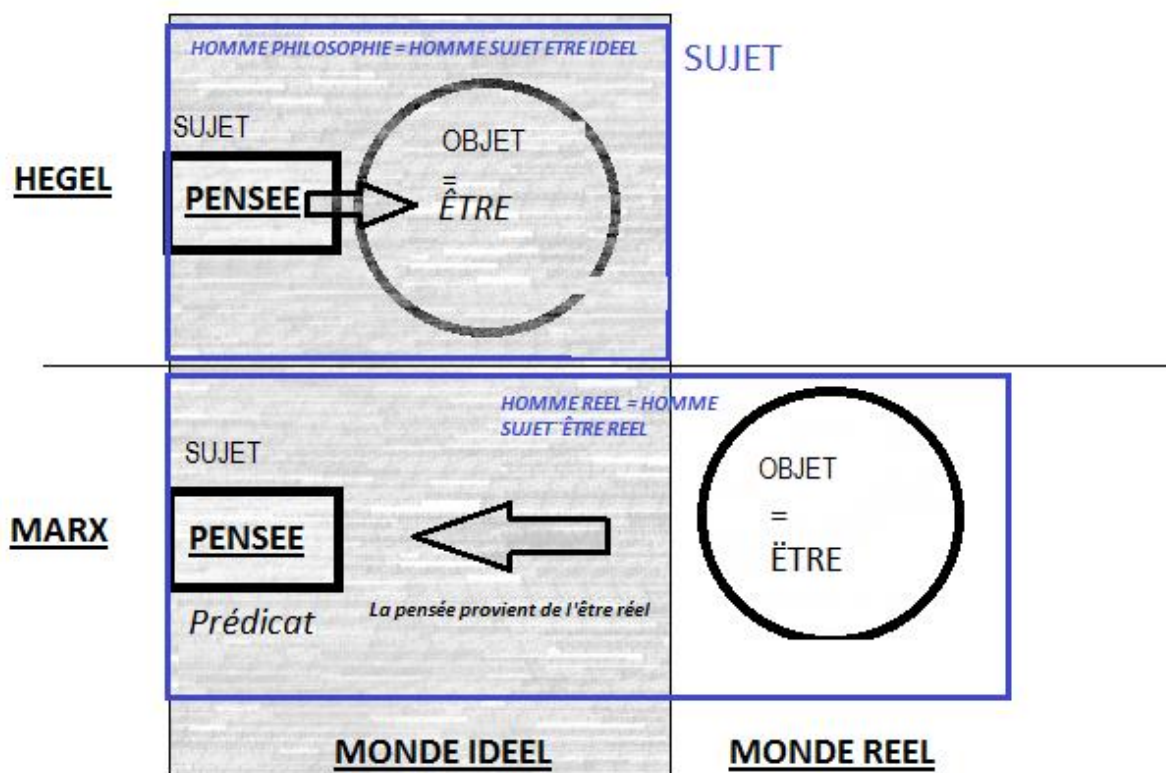 HOMME PHILOSOPHIE = HOMME SUJET ETRE IDEEL
SUJET
SUJET
OBJET
=
HEGEL
PENSEE
ÊTRE
HOMME REEL = HOMME
SUJET ÊTRE REEL
SUJET
OBJET
=
MARX
PENSEE
ËTRE
Prédicat
La pensée provient de l'être réel
MONDE IDEEL
MONDE REEL